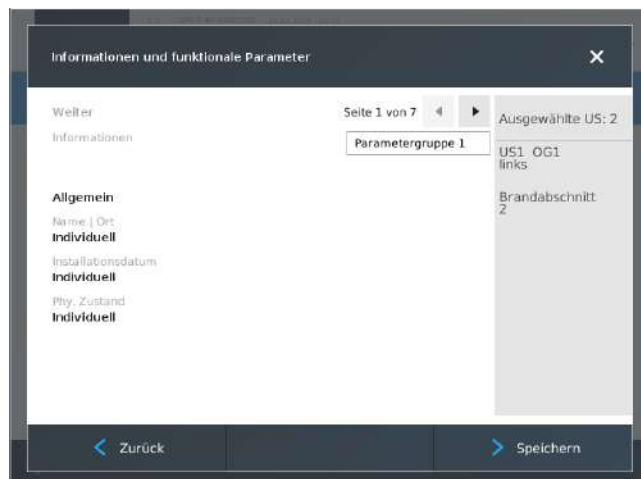 Informationen und funktionale Parameter
Weiter
Seite 1 von 7
Informationen
Parametergruppe 1
Allgemein
Name | Ort
Individuell
Installationsdatum
Individuell
Phy. Zustand
Individuell
Ausgewählte US: 2
US1 OG1
links
Brandabschnitt
2
Zurück
Speichern